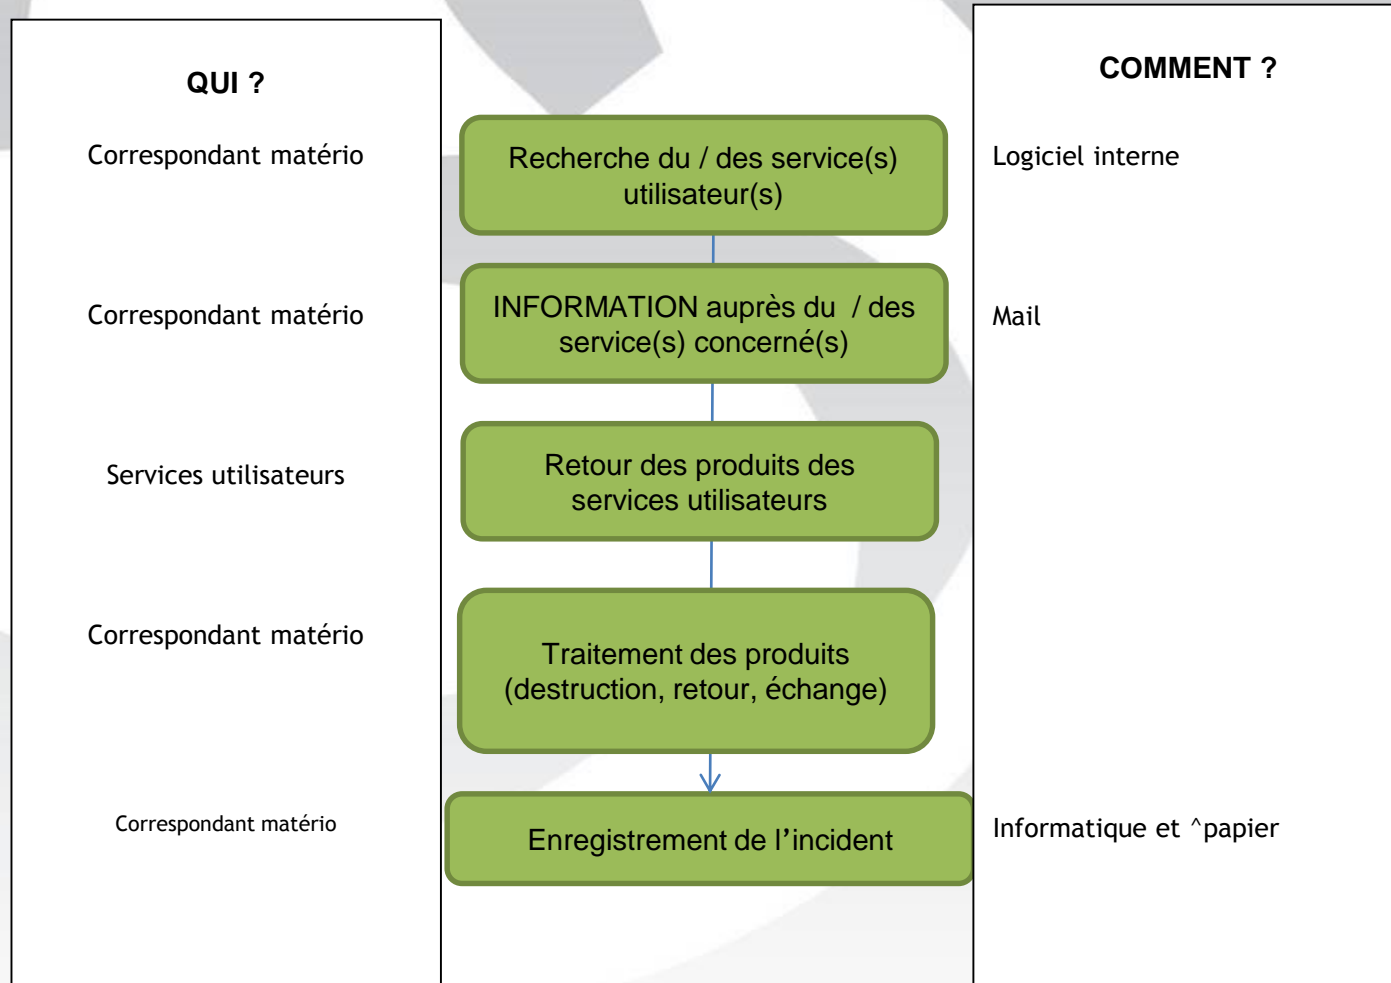 QUI ?
COMMENT ?
Correspondant matério
Recherche du / des service(s)
utilisateur(s)
Logiciel interne
Correspondant matério
INFORMATION auprès du  / des
service(s) concerné(s)
Mail
Services utilisateurs
Retour des produits des
services utilisateurs
Correspondant matério
Traitement des produits
(destruction, retour, échange)
Correspondant matério
Enregistrement de l’incident
Informatique et ^papier